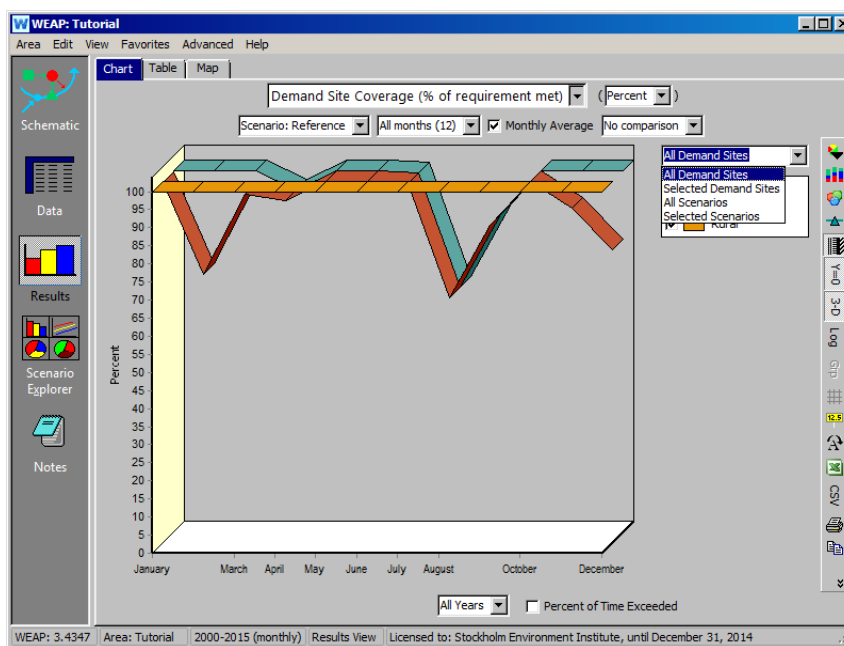 WEAP: Tutorial
Area Edit View Favorites Advanced Help
Chart Table Map
Demand Site Coverage (% of requirement met) (Percent)
Scenario: Reference All months (12) Monthly Average No comparison
Schematic
Data
Results
Scenario
Explorer
Notes
All Demand Sites
All Demand Sites
Selected Demand Sites
All Scenarios
Selected Scenarios
Rural
Percent
100
95
90
85
80
75
70
65
60
55
50
45
40
35
30
25
20
15
10
5
0
January March April May June July August October December
Y=0
3-D
Log
Grp
12.5
A
CSV
All Years Percent of Time Exceeded
WEAP: 3.4347 Area: Tutorial 2000-2015 (monthly) Results View Licensed to: Stockholm Environment Institute, until December 31, 2014